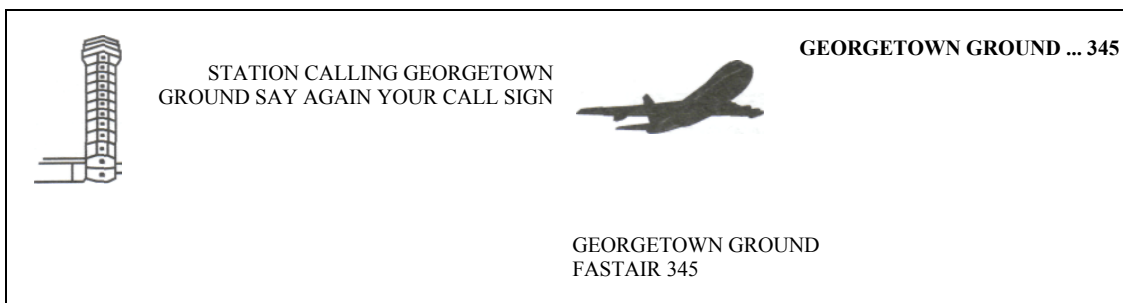 GEORGETOWN GROUND ... 345
STATION CALLING GEORGETOWN
GROUND SAY AGAIN YOUR CALL SIGN
GEORGETOWN GROUND
FASTAIR 345